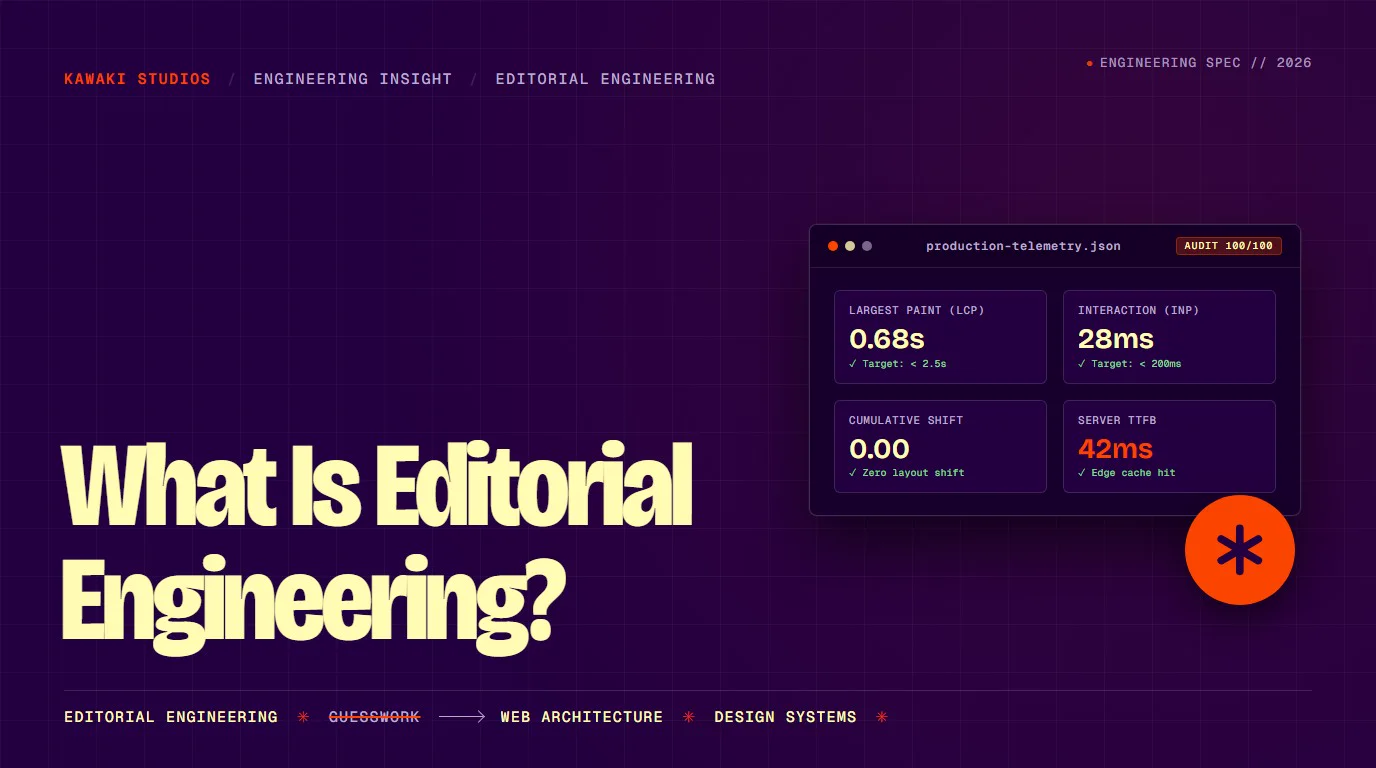 KAWAKI STUDIOS / ENGINEERING INSIGHT / EDITORIAL ENGINEERING
ENGINEERING SPEC // 2026
production-telemetry.json
AUDIT 100/100
LARGEST PAINT (LCP)
0.68s
✓ Target: < 2.5s
INTERACTION (INP)
28ms
✓ Target: < 200ms
CUMULATIVE SHIFT
0.00
✓ Zero layout shift
SERVER TTFB
42ms
✓ Edge cache hit
What Is Editorial
Engineering?
EDITORIAL ENGINEERING ✳ GUESSWORK → WEB ARCHITECTURE ✳ DESIGN SYSTEMS ✳